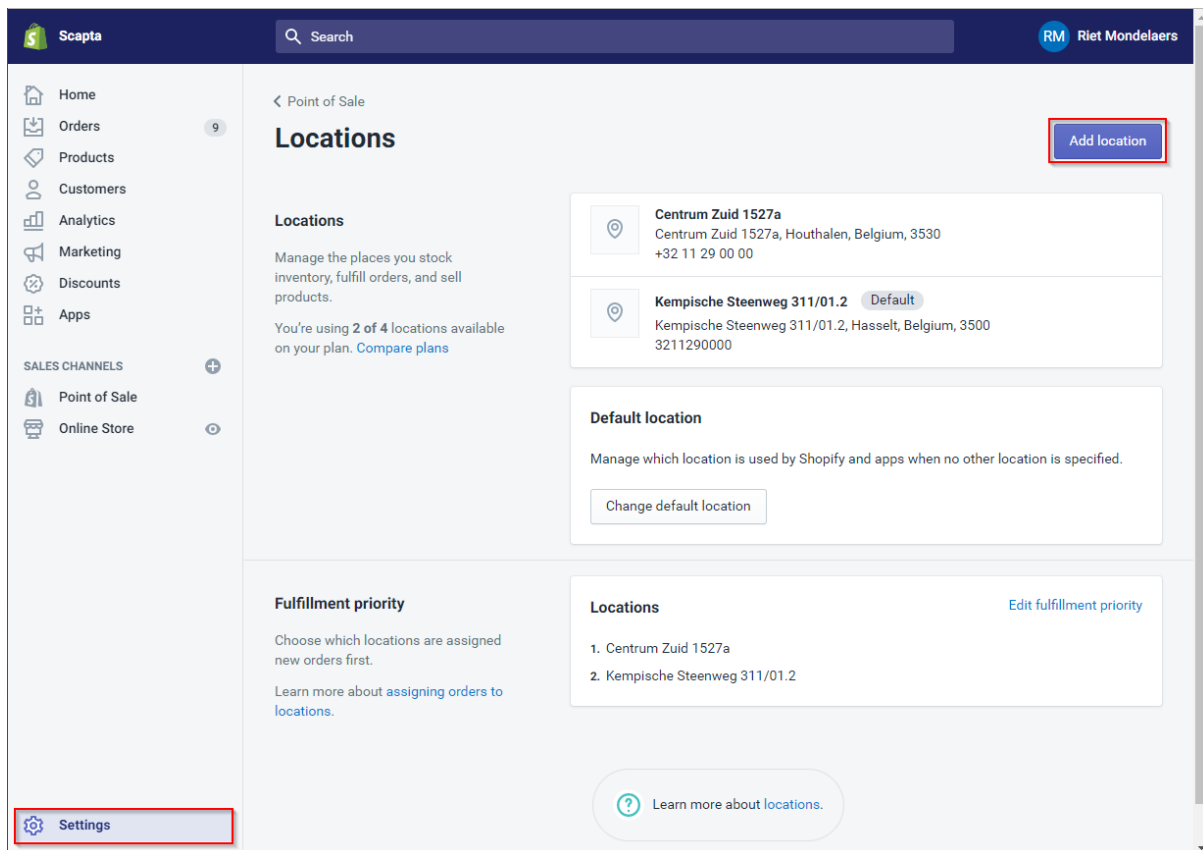 Scapta
Search
RM Riet Mondelaers
Home
Orders 9
Products
Customers
Analytics
Marketing
Discounts
Apps
SALES CHANNELS
Point of Sale
Online Store
Settings
Point of Sale
Locations
Add location
Locations
Manage the places you stock
inventory, fulfill orders, and sell
products.
You're using 2 of 4 locations available
on your plan. Compare plans
Centrum Zuid 1527a
Centrum Zuid 1527a, Houthalen, Belgium, 3530
+32 11 29 00 00
Kempische Steenweg 311/01.2 Default
Kempische Steenweg 311/01.2, Hasselt, Belgium, 3500
3211290000
Default location
Manage which location is used by Shopify and apps when no other location is specified.
Change default location
Fulfillment priority
Choose which locations are assigned
new orders first.
Learn more about assigning orders to
locations.
Locations
Edit fulfillment priority
1. Centrum Zuid 1527a
2. Kempische Steenweg 311/01.2
Learn more about locations.